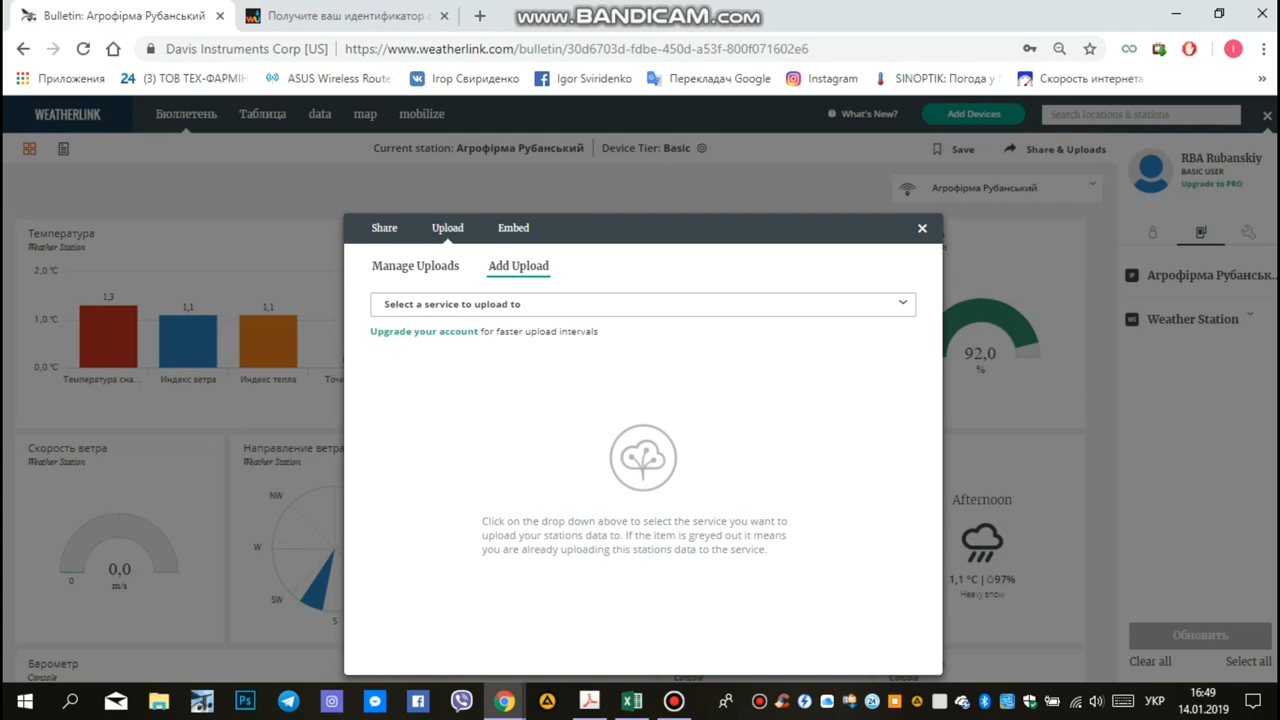 Bulletin: Агрофірма Рубанський
Получите ваш идентификатор с
www.BANDICAM.com
Davis Instruments Corp [US]
https://www.weatherlink.com/bulletin/30d6703d-fdbe-450d-a53f-800f071602e6
Приложения
24 (3) ТОВ ТЕХ-ФАРМІН
ASUS Wireless Route
Ігор Свириденко
Igor Sviridenko
Перекладач Google
Instagram
SINOPTIK: Погода у
Скорость интернета
WEATHERLINK
Бюллетень
Таблица
data
map
mobilize
What's New?
Add Devices
Search locations & stations
Current station: Агрофірма Рубанський
Device Tier: Basic
Save
Share & Uploads
RBA Rubanskiy
BASIC USER
Upgrade to PRO
Агрофірма Рубанський
Температура
Weather Station
2,0 °C
1,0 °C
0,0 °C
1,3
1,1
1,1
Температура сна...
Индекс ветра
Индекс тепла
Точк
Share
Upload
Embed
Manage Uploads
Add Upload
Select a service to upload to
Upgrade your account for faster upload intervals
Click on the drop down above to select the service you want to
upload your stations data to. If the item is greyed out it means
you are already uploading this stations data to the service.
92,0
%
Агрофірма Рубанськ...
WS Weather Station
Скорость ветра
Weather Station
0,0
m/s
0
Направление ветра
Weather Station
NW
W
SW
S
Afternoon
1,1 °C | 97%
Heavy snow
Барометр
Console
Console
Console
Обновить
Clear all
Select all
Ps
24
УКР
16:49
14.01.2019